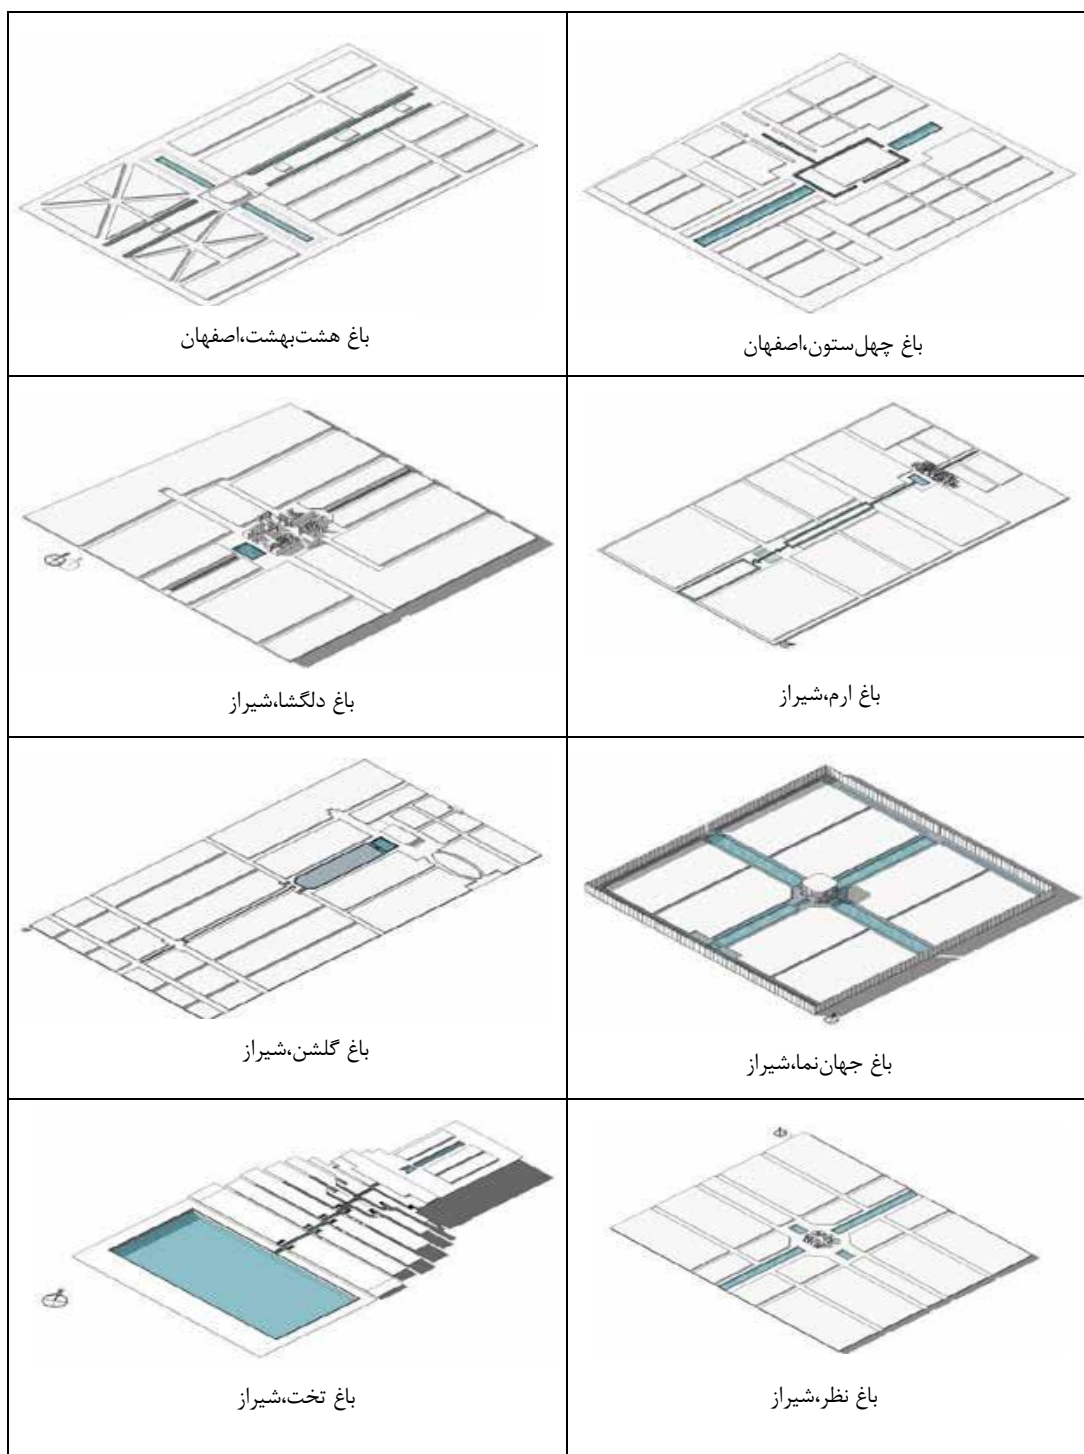 باغ چهل‌ستون،اصفهان
باغ هشت‌بهشت،اصفهان
باغ ارم،شیراز
باغ دلگشا،شیراز
باغ جهان‌نما،شیراز
باغ گلشن،شیراز
باغ نظر،شیراز
باغ تخت،شیراز